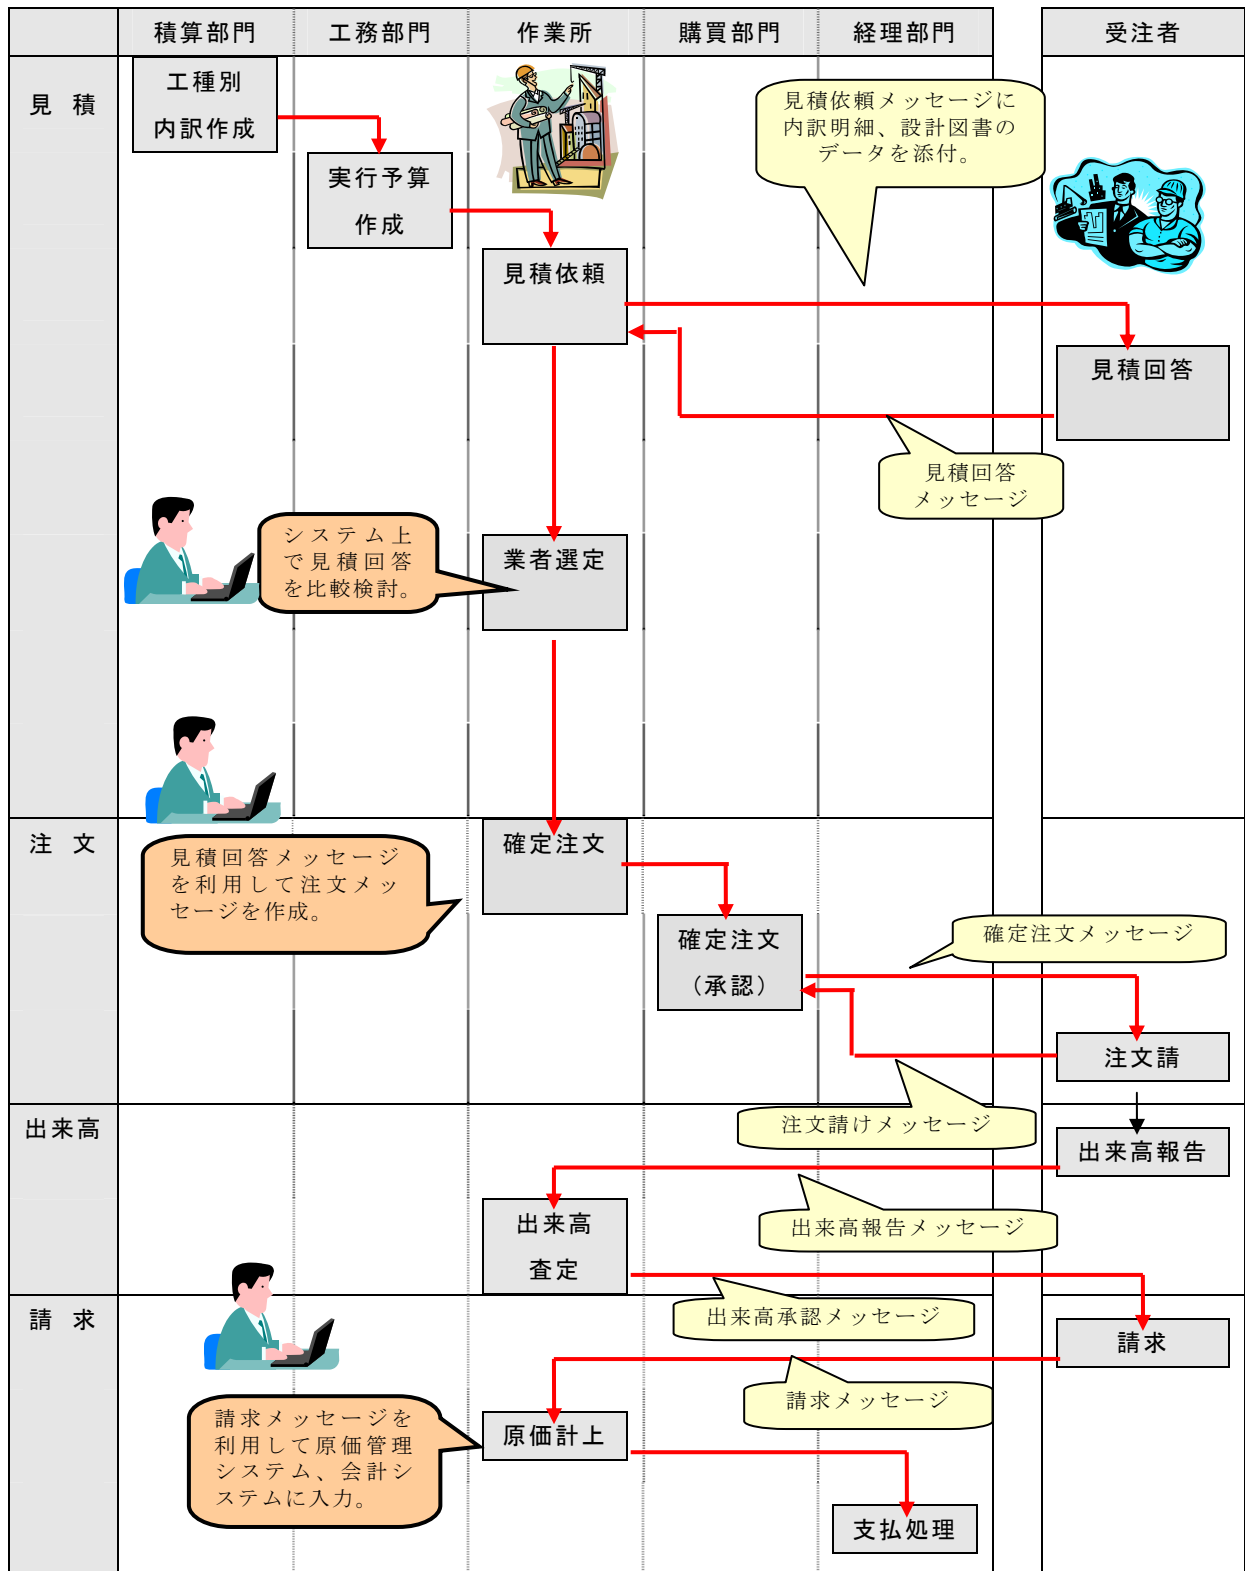 積算部門 工務部門 作業所 購買部門 経理部門 受注者
見 積
工種別
内訳作成
見積依頼メッセージに
内訳明細、設計図書の
データを添付。
実行予算
作成
見積依頼
見積回答
見積回答
メッセージ
システム上
で見積回答
を比較検討。
業者選定
注 文
確定注文
見積回答メッセージ
を利用して注文メッ
セージを作成。
確定注文
（承認）
確定注文メッセージ
注文請
注文請けメッセージ
出来高
出来高報告
出来高報告メッセージ
出来高
査定
出来高承認メッセージ
請 求
請求
請求メッセージ
請求メッセージを
利用して原価管理
システム、会計シ
ステムに入力。
原価計上
支払処理